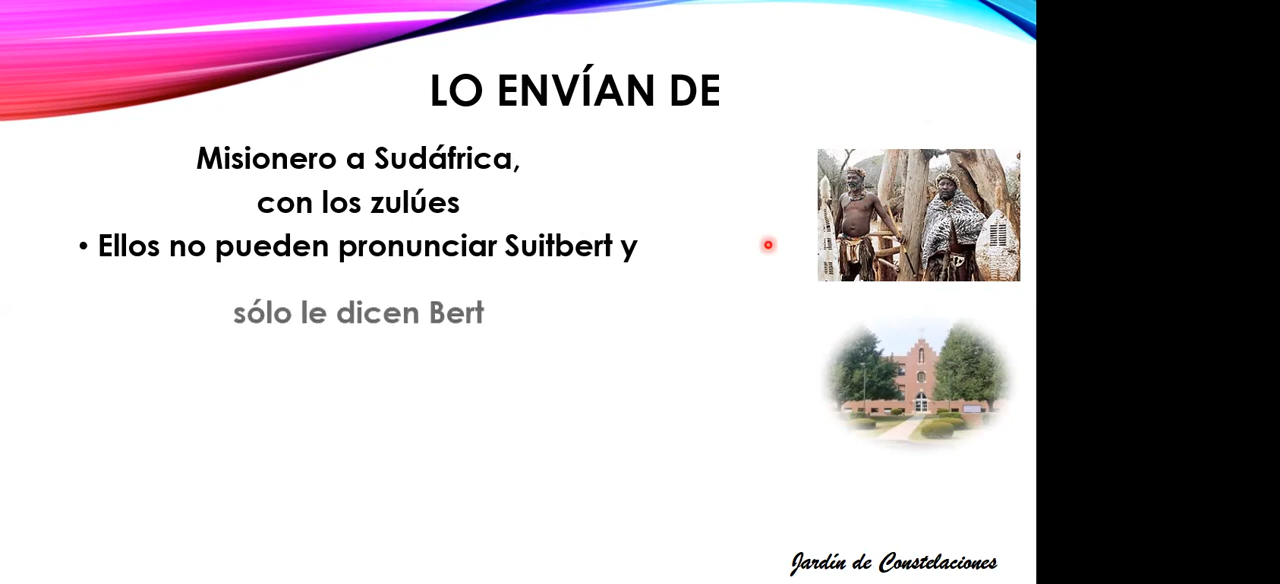 LO ENVÍAN DE
Misionero a Sudáfrica,
con los zulúes
• Ellos no pueden pronunciar Suitbert y
sólo le dicen Bert
Jardín de Constelaciones